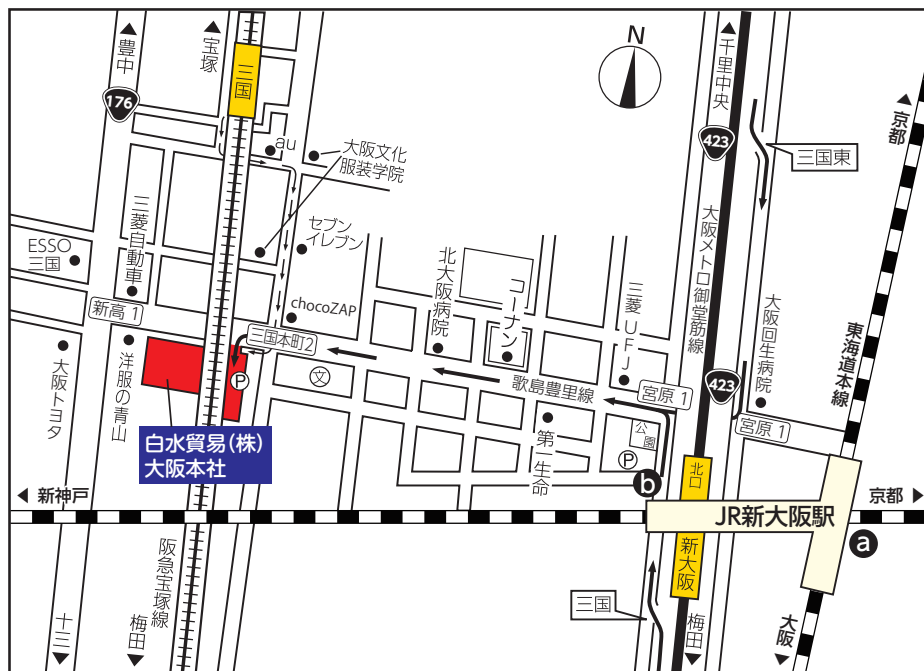 豊中
宝塚
三国
176
N
千里中央
423
京都
三国東
au
大阪文化
服装学院
三菱自動車
セブン
イレブン
ESSO
三国
chocoZAP
北大阪病院
コーナン
三菱UFJ
大阪メトロ御堂筋線
大阪回生病院
東海道本線
新高 1
三国本町2
文
P
歌島豊里線
宮原 1
423
宮原 1
大阪トヨタ
洋服の青山
白水貿易(株)
大阪本社
第一生命
公園
P
b
北口
新神戸
京都
JR新大阪駅
a
新大阪
阪急宝塚線
三国
十三
梅田
梅田
大阪